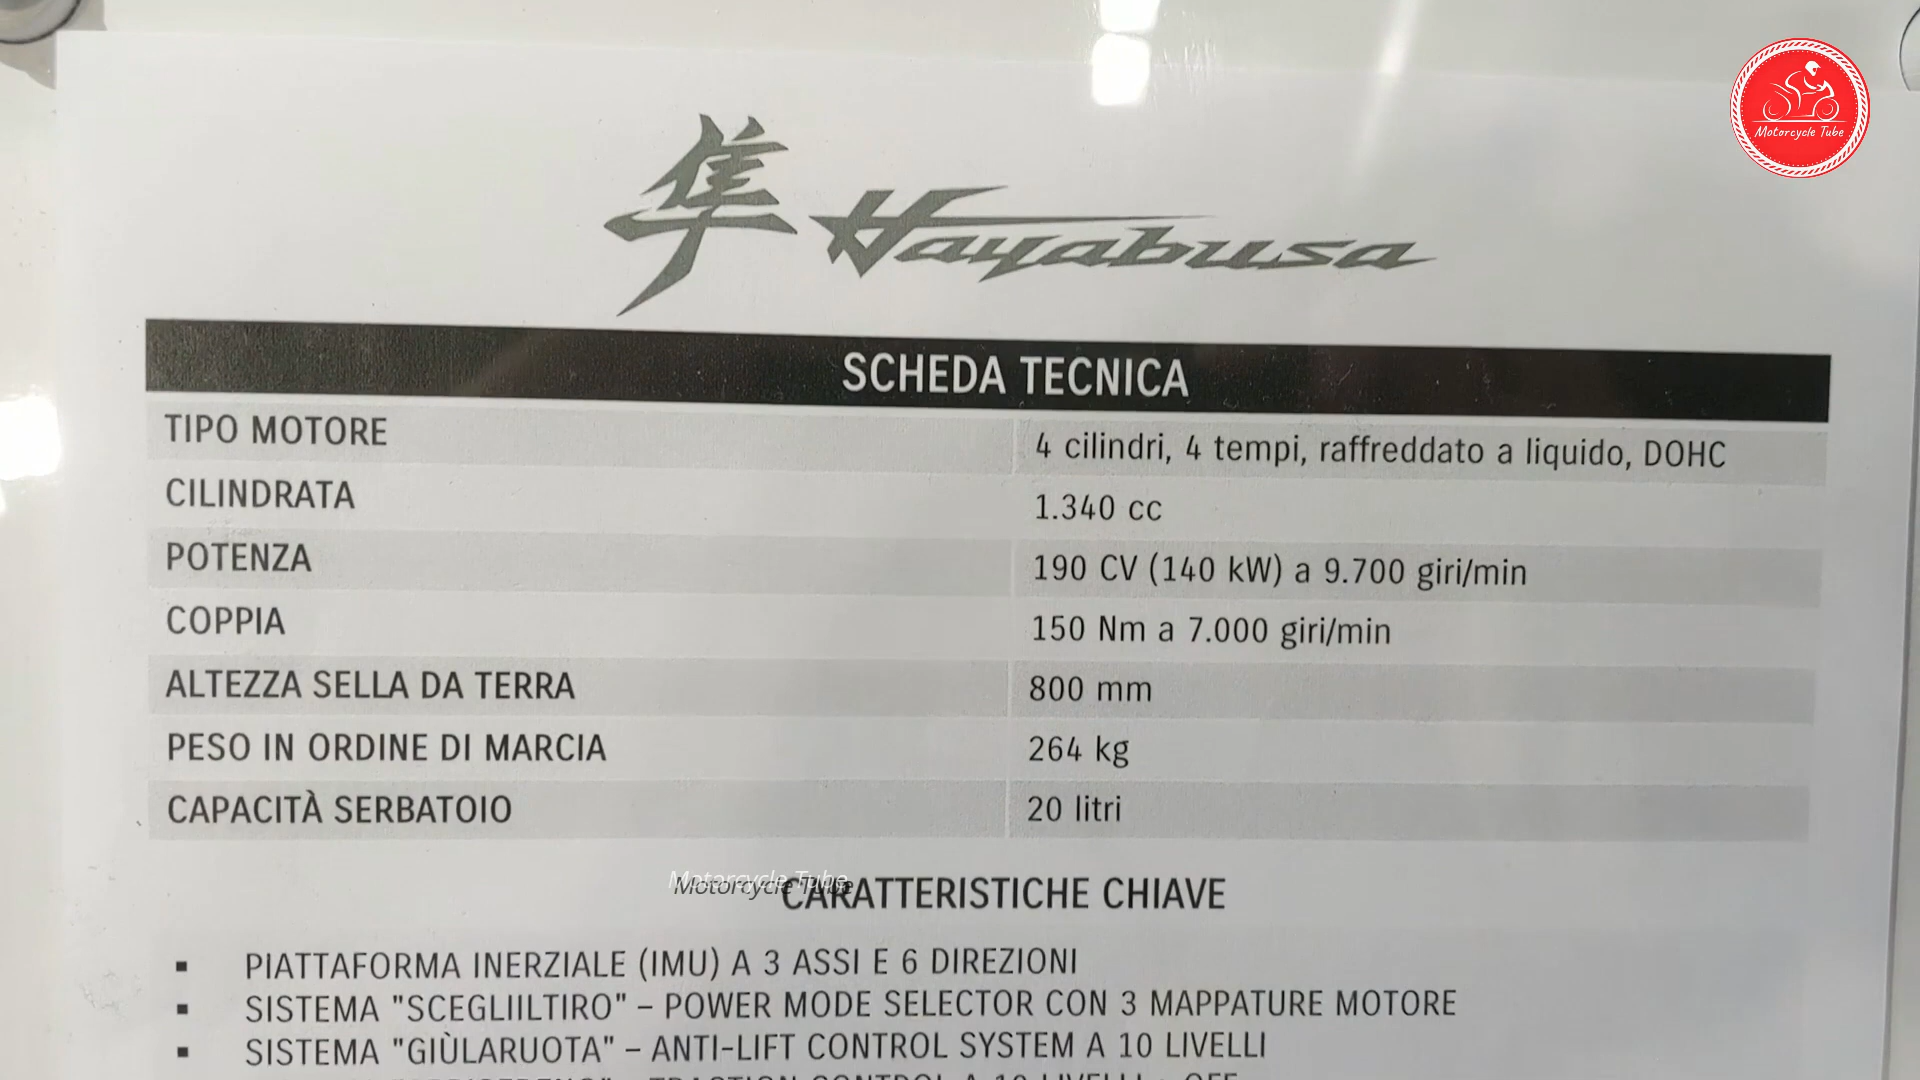 Motorcycle Tube
隼 Hayabusa
SCHEDA TECNICA
TIPO MOTORE 4 cilindri, 4 tempi, raffreddato a liquido, DOHC
CILINDRATA 1.340 cc
POTENZA 190 CV (140 kW) a 9.700 giri/min
COPPIA 150 Nm a 7.000 giri/min
ALTEZZA SELLA DA TERRA 800 mm
PESO IN ORDINE DI MARCIA 264 kg
CAPACITÀ SERBATOIO 20 litri
Motorcycle Tube
CARATTERISTICHE CHIAVE
▪ PIATTAFORMA INERZIALE (IMU) A 3 ASSI E 6 DIREZIONI
▪ SISTEMA "SCEGLIILTIRO" – POWER MODE SELECTOR CON 3 MAPPATURE MOTORE
▪ SISTEMA "GIÙLARUOTA" – ANTI-LIFT CONTROL SYSTEM A 10 LIVELLI